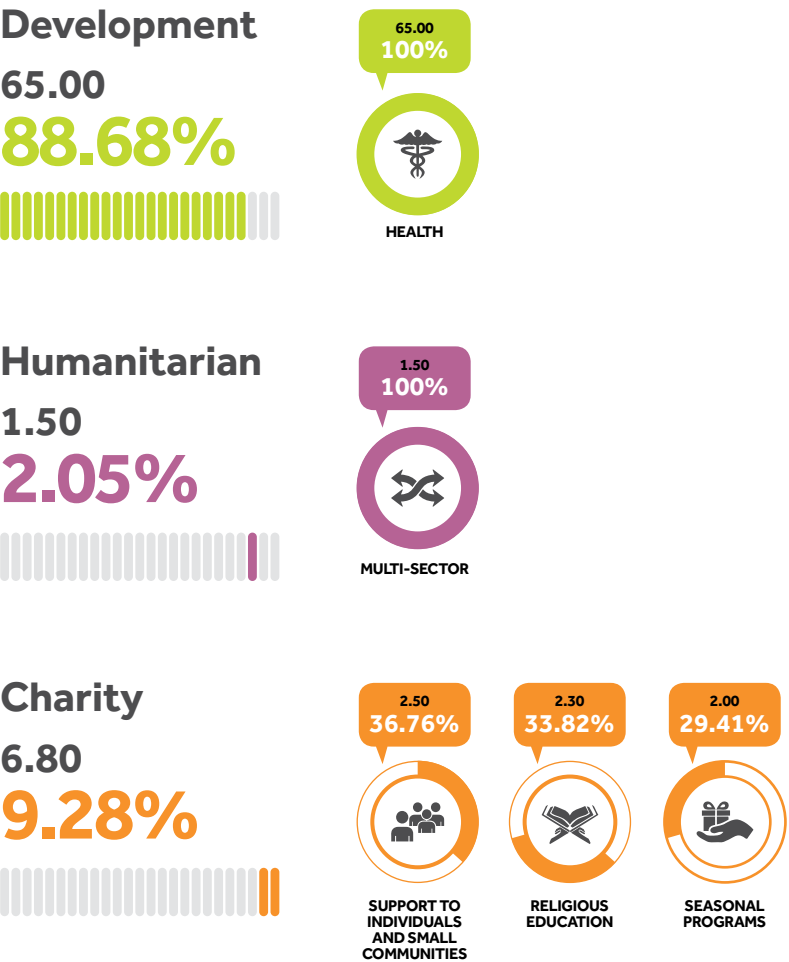 Development
65.00
88.68%
65.00
100%
HEALTH
Humanitarian
1.50
2.05%
1.50
100%
MULTI-SECTOR
Charity
6.80
9.28%
2.50
36.76%
SUPPORT TO
INDIVIDUALS
AND SMALL
COMMUNITIES
2.30
33.82%
RELIGIOUS
EDUCATION
2.00
29.41%
SEASONAL
PROGRAMS